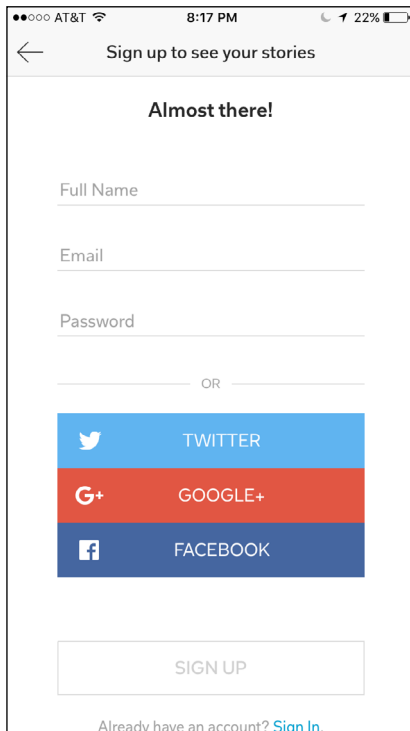 AT&T 8:17 PM 22%
Sign up to see your stories
Almost there!
Full Name
Email
Password
OR
TWITTER
G+ GOOGLE+
f FACEBOOK
SIGN UP
Already have an account? Sign In.